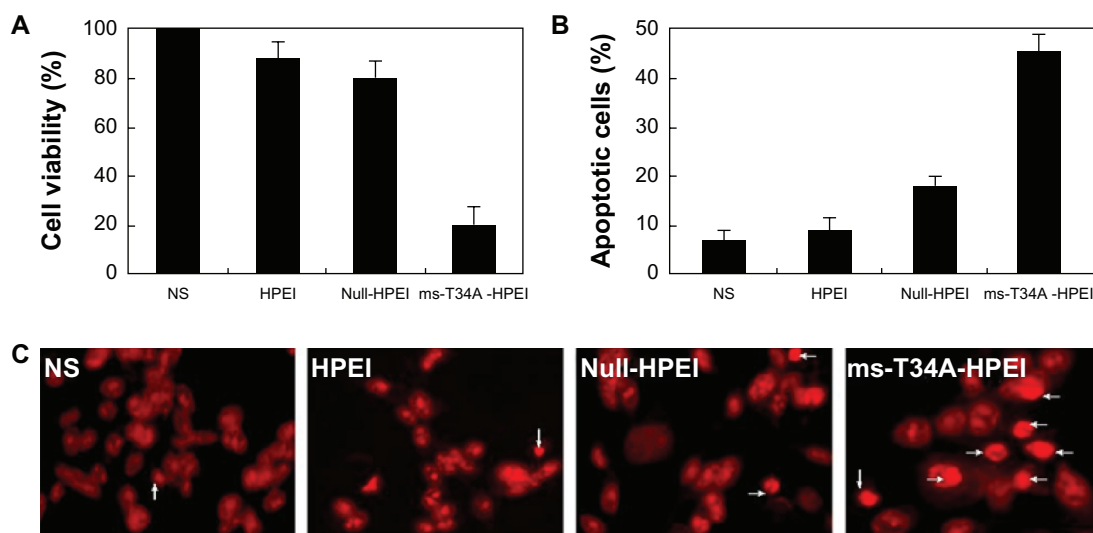 A
Cell viability (%)
100
80
60
40
20
0
NS HPEI Null-HPEI ms-T34A -HPEI
B
Apoptotic cells (%)
50
40
30
20
10
0
NS HPEI Null-HPEI ms-T34A-HPEI
C
NS HPEI Null-HPEI ms-T34A-HPEI